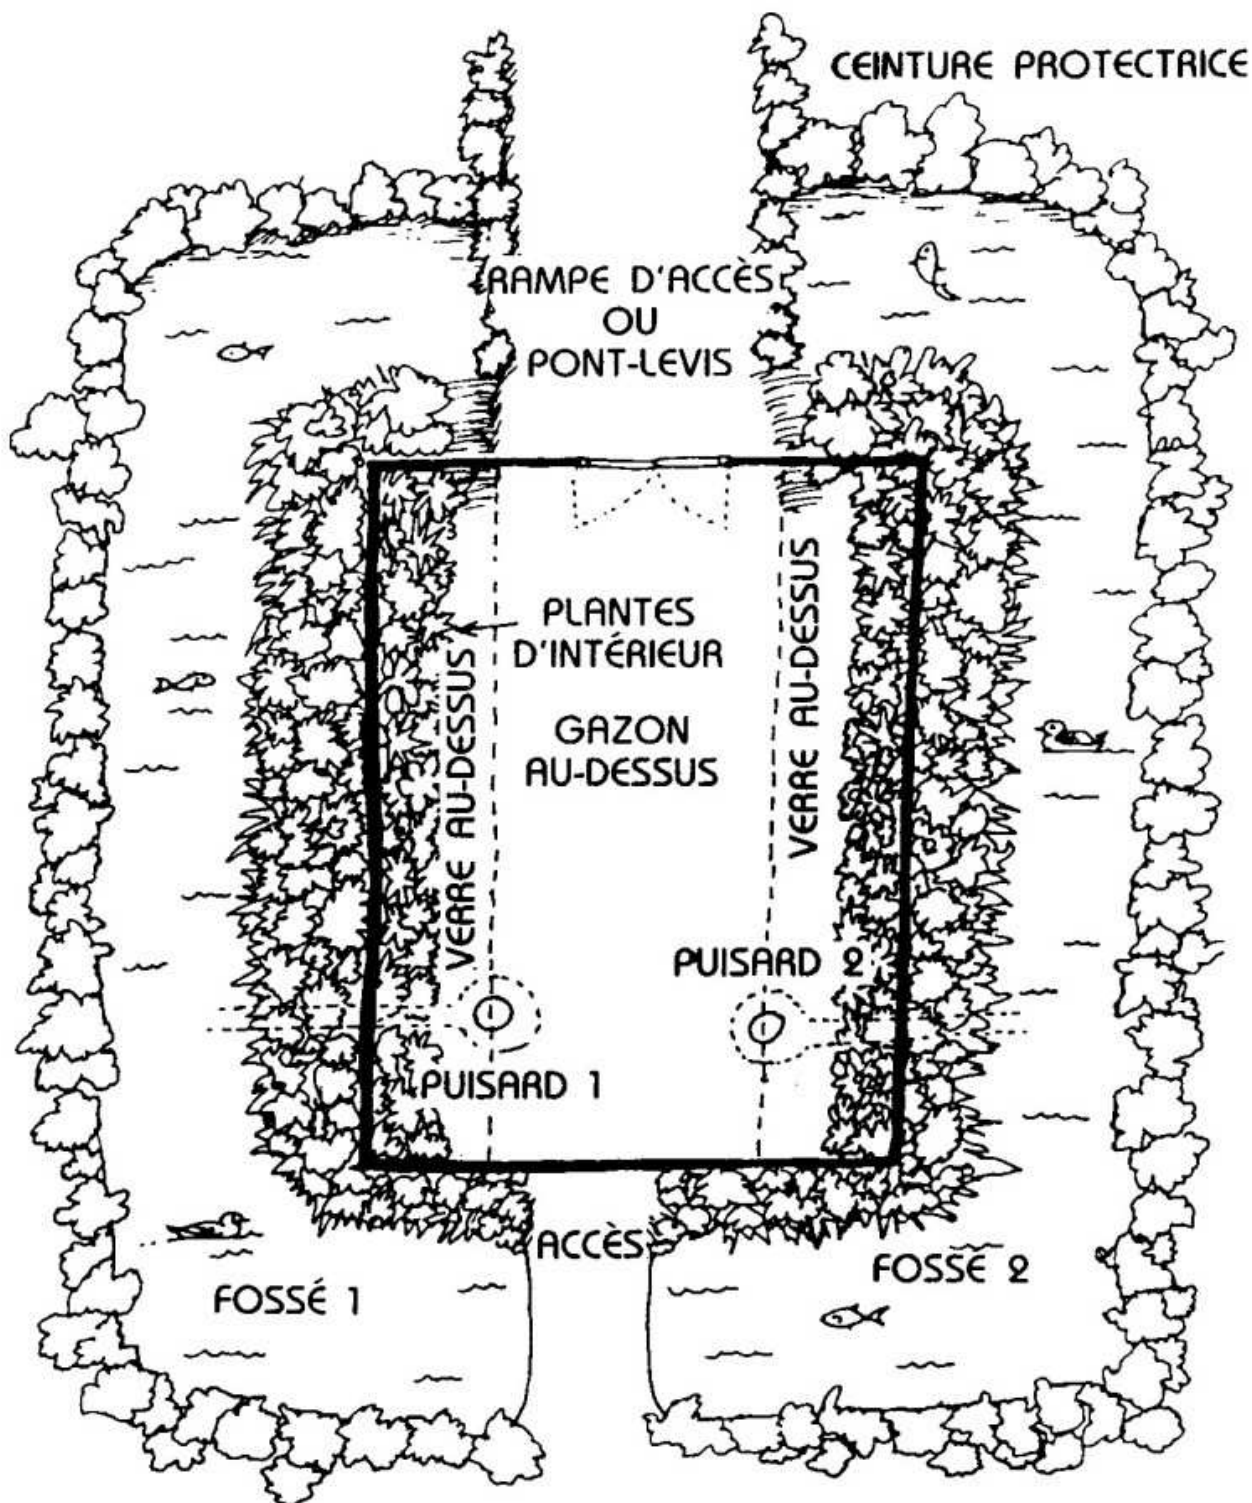 CEINTURE PROTECTRICE
RAMPE D'ACCÈS
OU
PONT-LEVIS
PLANTES
D'INTÉRIEUR
VERRE AU-DESSUS
VERRE AU-DESSUS
GAZON
AU-DESSUS
PUISARD 2
PUISARD 1
ACCÈS
FOSSÉ 1
FOSSÉ 2